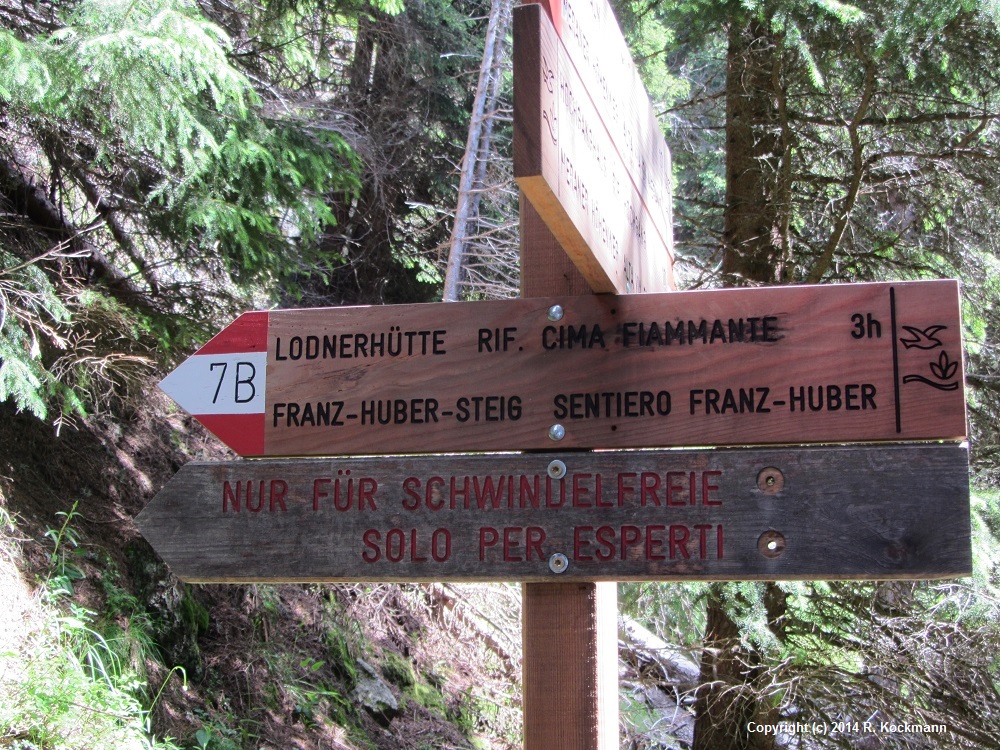 LODNERHÜTTE RIF. CIMA FIAMMANTE 3h
7B
FRANZ-HUBER-STEIG SENTIERO FRANZ-HUBER
NUR FÜR SCHWINDELFREIE
SOLO PER ESPERTI
Copyright (c) 2014 R. Kockmann